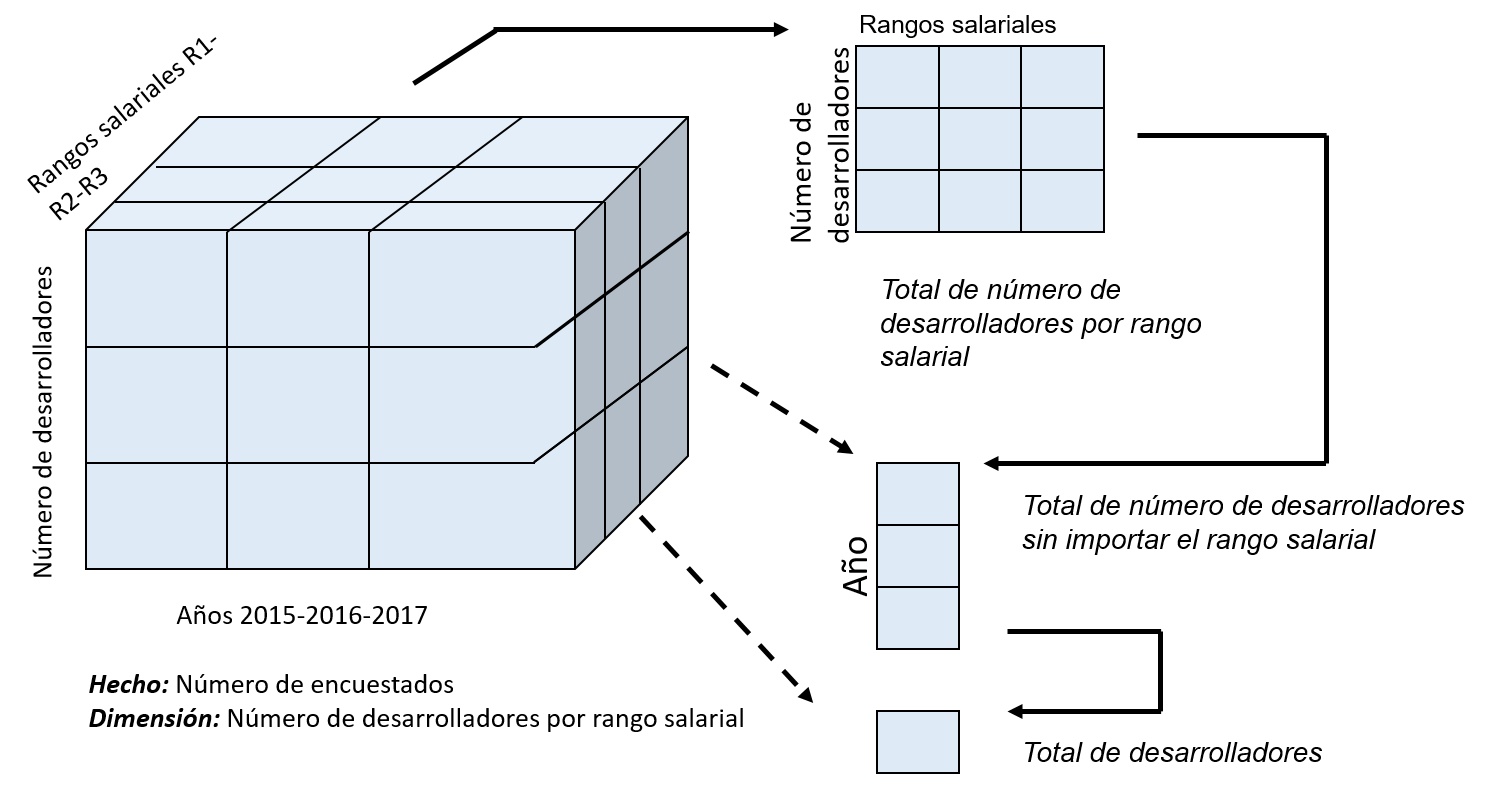 Rangos salariales R1-
R2-R3
Número de desarrolladores
Años 2015-2016-2017
Hecho: Número de encuestados
Dimensión: Número de desarrolladores por rango salarial
Rangos salariales
Número de
desarrolladores
Total de número de
desarrolladores por rango
salarial
Año
Total de número de desarrolladores
sin importar el rango salarial
Total de desarrolladores